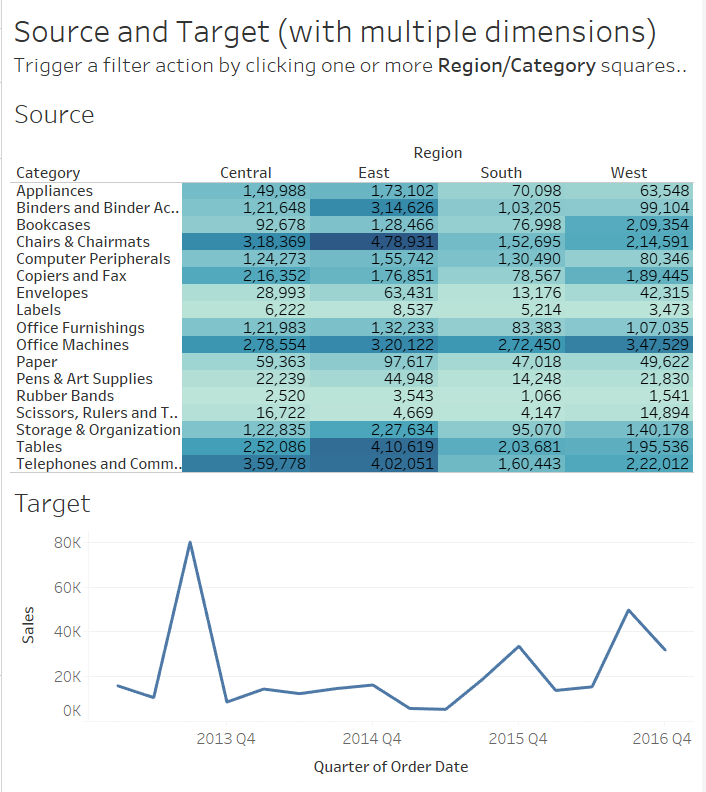 Source and Target (with multiple dimensions)
Trigger a filter action by clicking one or more Region/Category squares..
Source
Region
Category Central East South West
Appliances 1,49,988 1,73,102 70,098 63,548
Binders and Binder Ac.. 1,21,648 3,14,626 1,03,205 99,104
Bookcases 92,678 1,28,466 76,998 2,09,354
Chairs & Chairmats 3,18,369 4,78,931 1,52,695 2,14,591
Computer Peripherals 1,24,273 1,55,742 1,30,490 80,346
Copiers and Fax 2,16,352 1,76,851 78,567 1,89,445
Envelopes 28,993 63,431 13,176 42,315
Labels 6,222 8,537 5,214 3,473
Office Furnishings 1,21,983 1,32,233 83,383 1,07,035
Office Machines 2,78,554 3,20,122 2,72,450 3,47,529
Paper 59,363 97,617 47,018 49,622
Pens & Art Supplies 22,239 44,948 14,248 21,830
Rubber Bands 2,520 3,543 1,066 1,541
Scissors, Rulers and T.. 16,722 4,669 4,147 14,894
Storage & Organization 1,22,835 2,27,634 95,070 1,40,178
Tables 2,52,086 4,10,619 2,03,681 1,95,536
Telephones and Comm.. 3,59,778 4,02,051 1,60,443 2,22,012
Target
80K
60K
40K
20K
0K
Sales
2013 Q4 2014 Q4 2015 Q4 2016 Q4
Quarter of Order Date